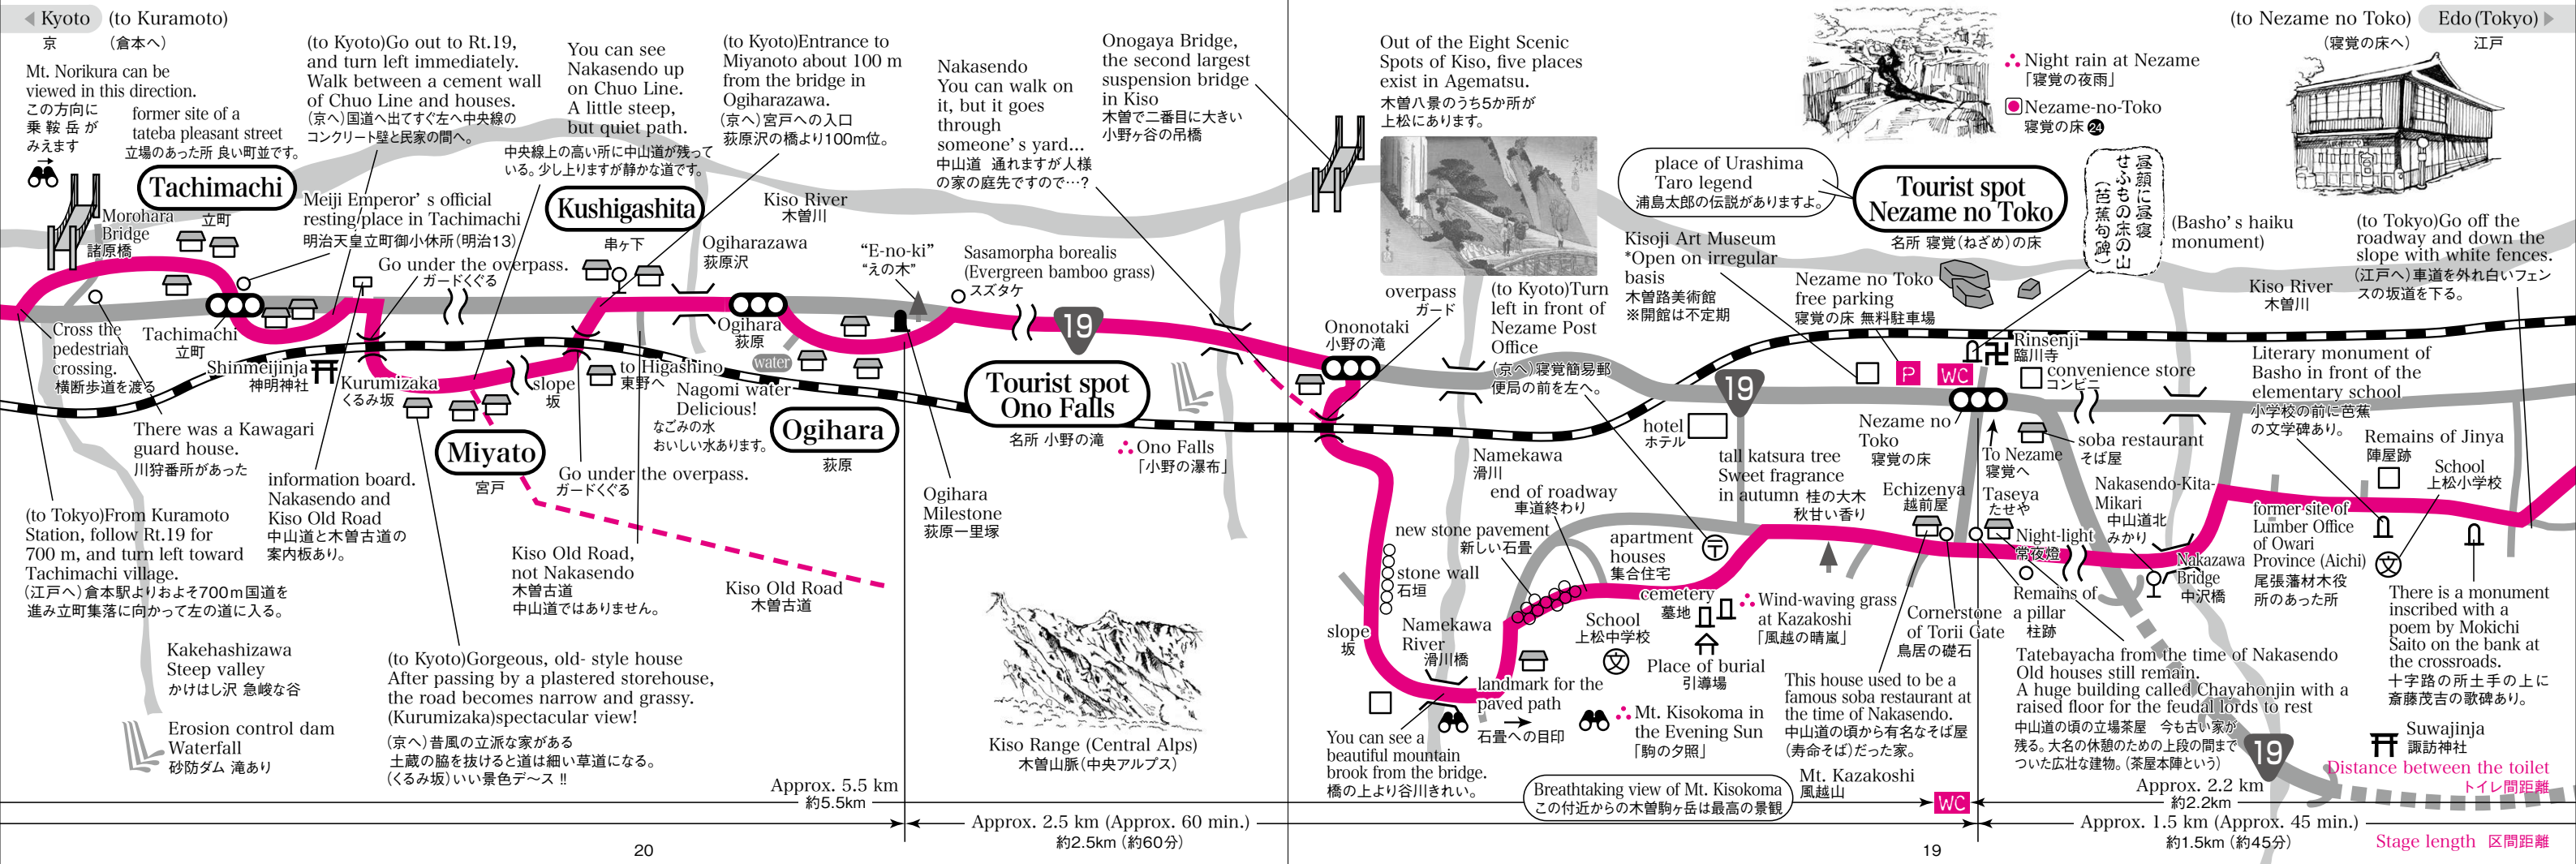 Kyoto
京
(to Kuramoto)
(倉本へ)
Mt. Norikura can be
viewed in this direction.
この方向に
乗鞍岳が
みえます
former site of a
tateba pleasant street
立場のあった所 良い町並です。
Tachimachi
立町
Morohara
Bridge
諸原橋
(to Kyoto)Go out to Rt.19,
and turn left immediately.
Walk between a cement wall
of Chuo Line and houses.
(京へ)国道へ出てすぐ左へ中央線の
コンクリート壁と民家の間へ。
Meiji Emperor's official
resting place in Tachimachi
明治天皇立町御小休所(明治13)
Go under the overpass.
ガードくぐる
You can see
Nakasendo up
on Chuo Line.
A little steep,
but quiet path.
中央線上の高い所に中山道が残って
いる。少し上りますが静かな道です。
Kushigashita
串ヶ下
(to Kyoto)Entrance to
Miyanoto about 100 m
from the bridge in
Ogiharazawa.
(京へ)宮戸への入口
荻原沢の橋より100m位。
Kiso River
木曽川
Ogiharazawa
荻原沢
Nakasendo
You can walk on
it, but it goes
through
someone's yard...
中山道 通れますが人様
の家の庭先ですので…?
"E-no-ki"
"えの木"
Sasamorpha borealis
(Evergreen bamboo grass)
スズタケ
Onogaya Bridge,
the second largest
suspension bridge
in Kiso
木曽で二番目に大きい
小野ヶ谷の吊橋
Cross the
pedestrian
crossing.
横断歩道を渡る
Tachimachi
立町
Shinmeijinja
神明神社
Kurumizaka
くるみ坂
slope
坂
to Higashino
東野へ
Ogihara
荻原
water
Nagomi water
Delicious!
なごみの水
おいしい水あります。
Ogihara
荻原
19
Tourist spot
Ono Falls
名所 小野の滝
Ono Falls
「小野の瀑布」
There was a Kawagari
guard house.
川狩番所があった
information board.
Nakasendo and
Kiso Old Road
中山道と木曽古道の
案内板あり。
Miyato
宮戸
Go under the overpass.
ガードくぐる
Kiso Old Road,
not Nakasendo
木曽古道
中山道ではありません。
Kiso Old Road
木曽古道
Ogihara
Milestone
荻原一里塚
(to Tokyo)From Kuramoto
Station, follow Rt.19 for
700 m, and turn left toward
Tachimachi village.
(江戸へ)倉本駅よりおよそ700m国道を
進み立町集落に向かって左の道に入る。
Kakehashizawa
Steep valley
かけはし沢 急峻な谷
Erosion control dam
Waterfall
砂防ダム 滝あり
(to Kyoto)Gorgeous, old- style house
After passing by a plastered storehouse,
the road becomes narrow and grassy.
(Kurumizaka)spectacular view!
(京へ)昔風の立派な家がある
土蔵の脇を抜けると道は細い草道になる。
(くるみ坂)いい景色デ～ス!!
Kiso Range (Central Alps)
木曽山脈(中央アルプス)
Approx. 5.5 km
約5.5km
Approx. 2.5 km (Approx. 60 min.)
約2.5km (約60分)
20
Out of the Eight Scenic
Spots of Kiso, five places
exist in Agematsu.
木曽八景のうち5か所が
上松にあります。
Night rain at Nezame
「寝覚の夜雨」
Nezame-no-Toko
寝覚の床 24
(to Nezame no Toko)
(寝覚の床へ)
Edo (Tokyo)
江戸
place of Urashima
Taro legend
浦島太郎の伝説がありますよ。
Tourist spot
Nezame no Toko
名所 寝覚(ねざめ)の床
昼顔に昼寝
せふもの床の山
(芭蕉句碑)
(Basho's haiku
monument)
(to Tokyo)Go off the
roadway and down the
slope with white fences.
(江戸へ)車道を外れ白いフェン
スの坂道を下る。
Kiso River
木曽川
Kisoji Art Museum
*Open on irregular
basis
木曽路美術館
※開館は不定期
Nezame no Toko
free parking
寝覚の床 無料駐車場
overpass
ガード
Ononotaki
小野の滝
(to Kyoto)Turn
left in front of
Nezame Post
Office
(京へ)寝覚簡易郵
便局の前を左へ。
P
WC
Rinsenji
臨川寺
convenience store
コンビニ
Literary monument of
Basho in front of the
elementary school
小学校の前に芭蕉
の文学碑あり。
19
hotel
ホテル
Nezame no
Toko
寝覚の床
To Nezame
寝覚へ
soba restaurant
そば屋
Remains of Jinya
陣屋跡
School
上松小学校
Namekawa
滑川
end of roadway
車道終わり
new stone pavement
新しい石畳
stone wall
石垣
tall katsura tree
Sweet fragrance
in autumn 桂の大木
秋甘い香り
apartment
houses
集合住宅
Echizenya
越前屋
Taseya
たせや
Night-light
常夜燈
Nakasendo-Kita-
Mikari
中山道北
みかり
Nakazawa
Bridge
中沢橋
former site of
Lumber Office
of Owari
Province (Aichi)
尾張藩材木役
所のあった所
slope
坂
Namekawa
River
滑川橋
School
上松中学校
文
cemetery
墓地
Wind-waving grass
at Kazakoshi
「風越の晴嵐」
Place of burial
引導場
Cornerstone
of Torii Gate
鳥居の礎石
Remains of
a pillar
柱跡
文
There is a monument
inscribed with a
poem by Mokichi
Saito on the bank at
the crossroads.
十字路の所土手の上に
斎藤茂吉の歌碑あり。
landmark for the
paved path
石畳への目印
Mt. Kisokoma in
the Evening Sun
「駒の夕照」
This house used to be a
famous soba restaurant at
the time of Nakasendo.
中山道の頃から有名なそば屋
(寿命そば)だった家。
Tatebayacha from the time of Nakasendo
Old houses still remain.
A huge building called Chayahonjin with a
raised floor for the feudal lords to rest
中山道の頃の立場茶屋 今も古い家が
残る。大名の休憩のための上段の間まで
ついた広壮な建物。(茶屋本陣という)
Suwajinja
諏訪神社
You can see a
beautiful mountain
brook from the bridge.
橋の上より谷川きれい。
Breathtaking view of Mt. Kisokoma
この付近からの木曽駒ヶ岳は最高の景観
Mt. Kazakoshi
風越山
WC
19
Distance between the toilet
トイレ間距離
Approx. 2.2 km
約2.2km
Approx. 1.5 km (Approx. 45 min.)
約1.5km (約45分)
Stage length 区間距離
19